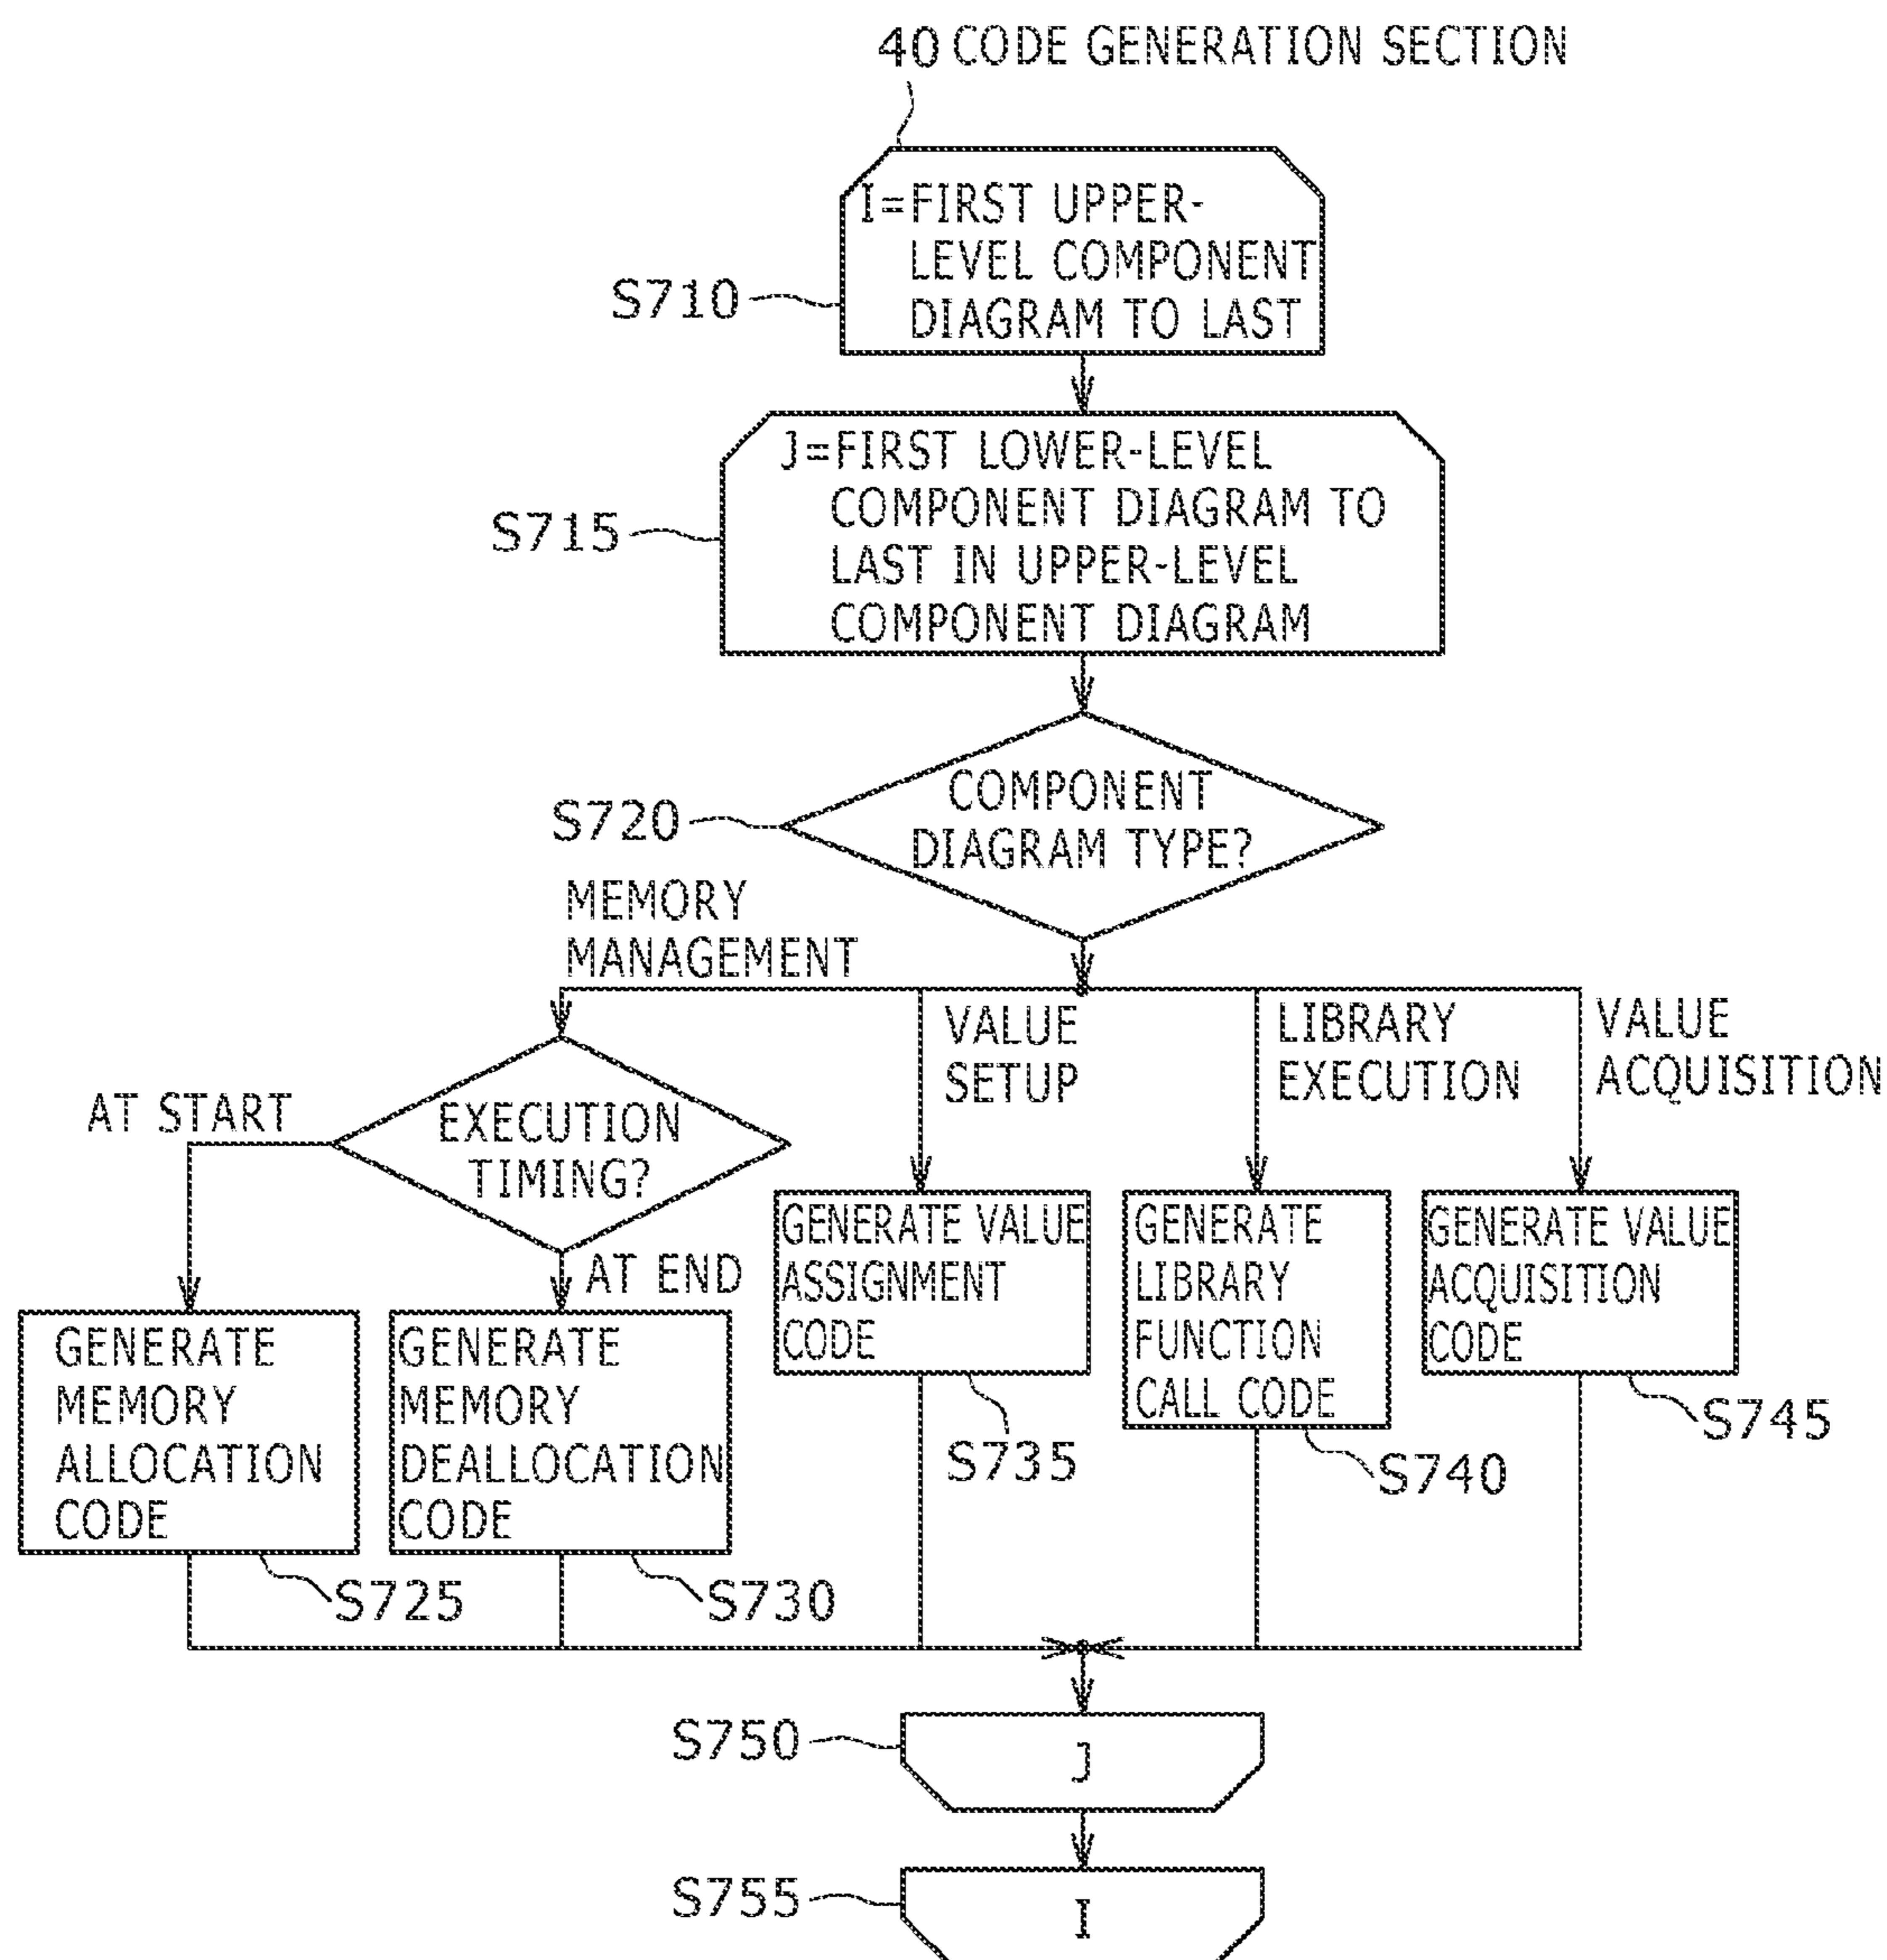 40 CODE GENERATION SECTION
I=FIRST UPPER-
LEVEL COMPONENT
DIAGRAM TO LAST
S710
J=FIRST LOWER-LEVEL
COMPONENT DIAGRAM TO
LAST IN UPPER-LEVEL
COMPONENT DIAGRAM
S715
COMPONENT
DIAGRAM TYPE?
S720
MEMORY
MANAGEMENT
VALUE
SETUP
LIBRARY
EXECUTION
VALUE
ACQUISITION
AT START
EXECUTION
TIMING?
AT END
GENERATE
MEMORY
ALLOCATION
CODE
S725
GENERATE
MEMORY
DEALLOCATION
CODE
S730
GENERATE VALUE
ASSIGNMENT
CODE
S735
GENERATE
LIBRARY
FUNCTION
CALL CODE
S740
GENERATE VALUE
ACQUISITION
CODE
S745
S750
J
S755
I